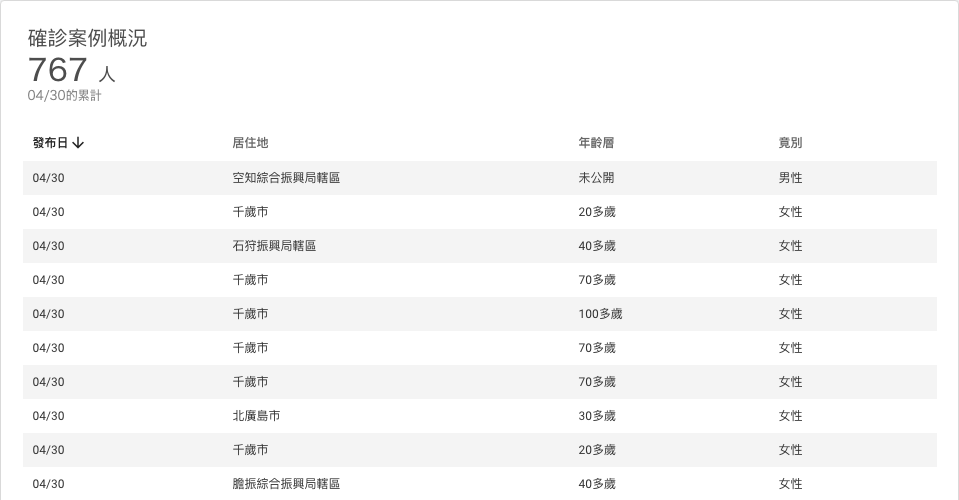 確診案例概況
767 人
04/30的累計
發布日 ↓ 居住地 年齡層 竟別
04/30 空知綜合振興局轄區 未公開 男性
04/30 千歲市 20多歲 女性
04/30 石狩振興局轄區 40多歲 女性
04/30 千歲市 70多歲 女性
04/30 千歲市 100多歲 女性
04/30 千歲市 70多歲 女性
04/30 千歲市 70多歲 女性
04/30 北廣島市 30多歲 女性
04/30 千歲市 20多歲 女性
04/30 膽振綜合振興局轄區 40多歲 女性